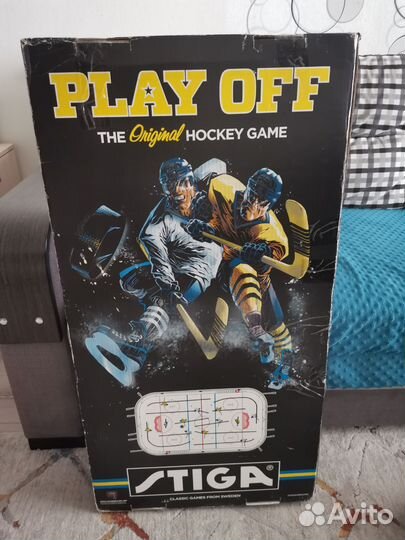 PLAY OFF
THE Original HOCKEY GAME
STIGA®
...CLASSIC GAMES FROM SWEDEN
Avito